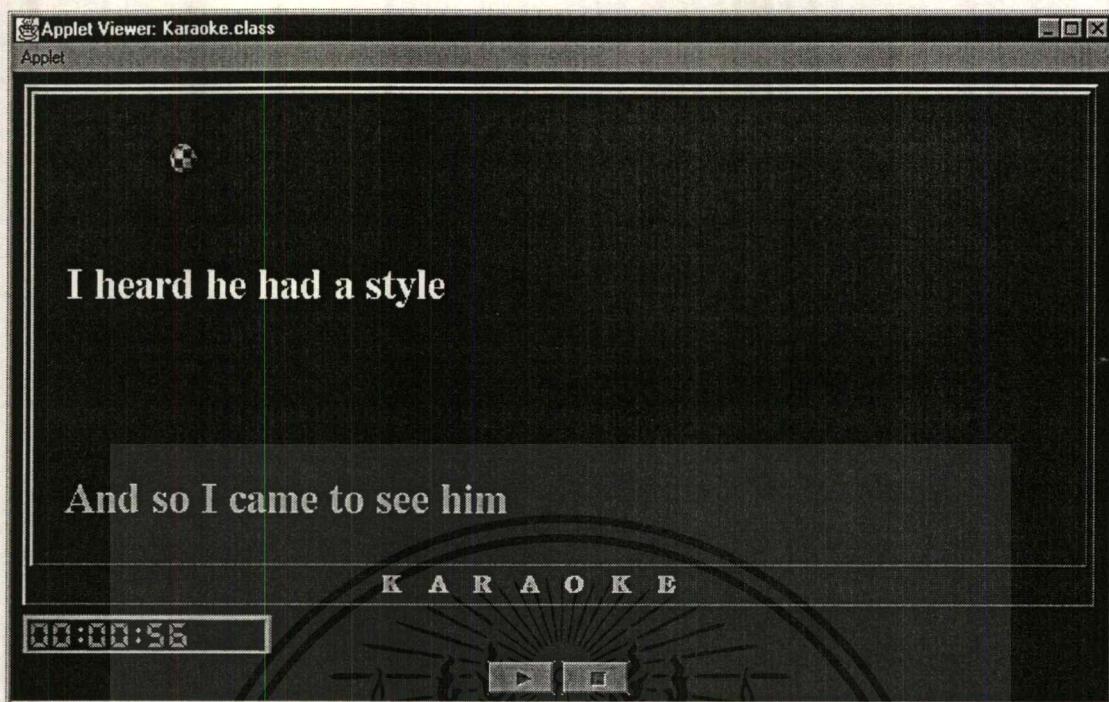 Applet Viewer: Karaoke.class
Applet
I heard he had a style
And so I came to see him
K A R A O K E
00:00:56